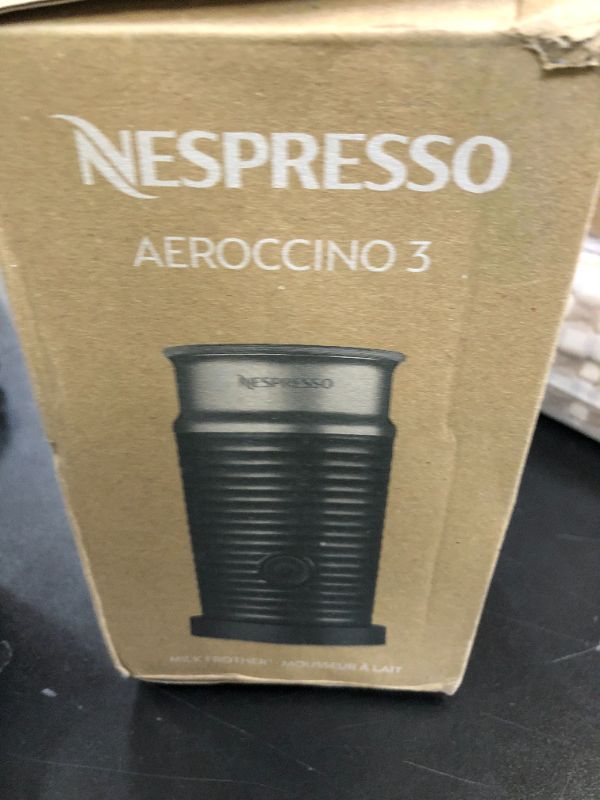 NESPRESSO
AEROCCINO 3
NESPRESSO
MILK FROTHER · MOUSSEUR À LAIT